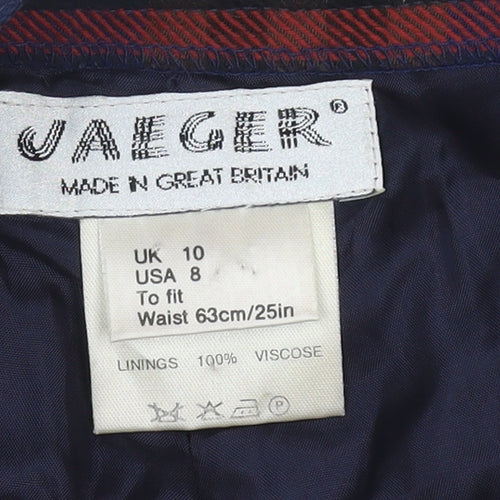 JAEGER®
MADE IN GREAT BRITAIN
UK 10
USA 8
To fit
Waist 63cm/25in
LININGS 100% VISCOSE
P